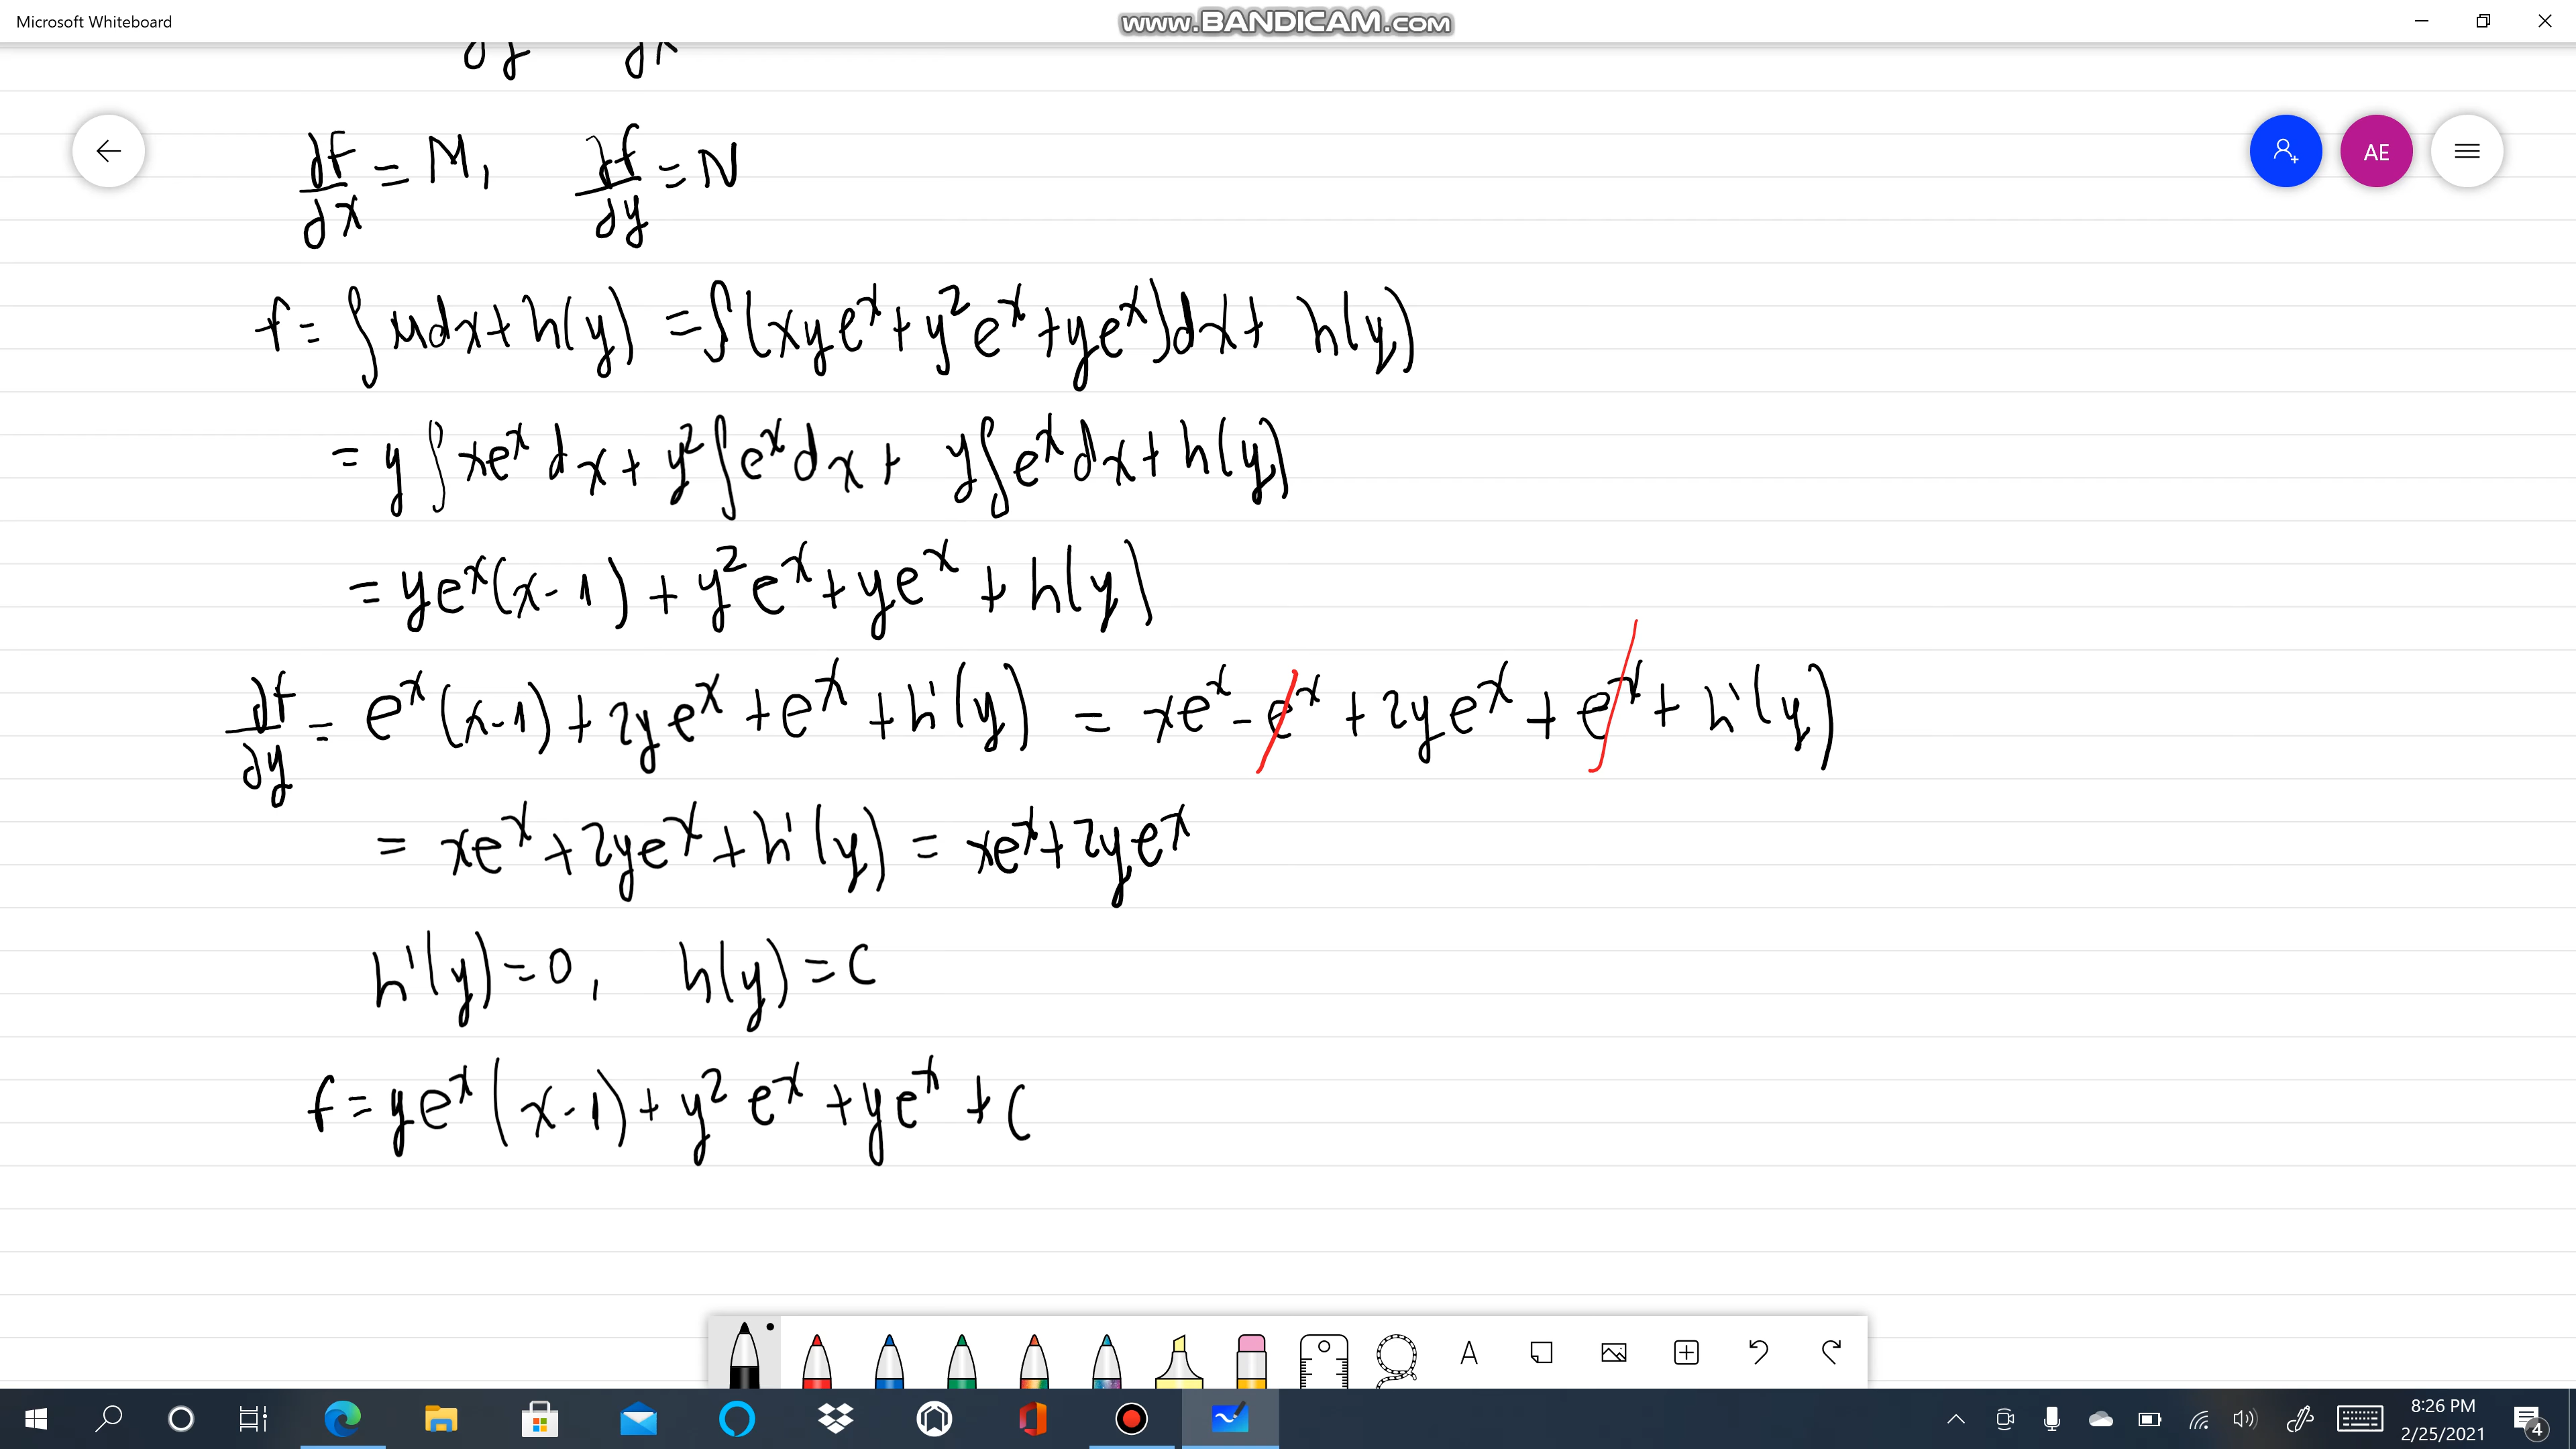 Microsoft Whiteboard
www.BANDICAM.com
∂f/∂x = M, ∂f/∂y = N
AE
f = ∫ Mdx + h(y) = ∫(xye^x + y^2e^x + ye^x)dx + h(y)
= y∫xe^x dx + y^2∫e^x dx + y∫e^x dx + h(y)
= ye^x(x-1) + y^2e^x + ye^x + h(y)
∂f/∂y = e^x(x-1) + 2ye^x + e^x + h'(y) = xe^x - e^x + 2ye^x + e^x + h'(y)
= xe^x + 2ye^x + h'(y) = xe^x + 2ye^x
h'(y) = 0, h(y) = C
f = ye^x(x-1) + y^2 e^x + ye^x + C
A
8:26 PM
2/25/2021
4